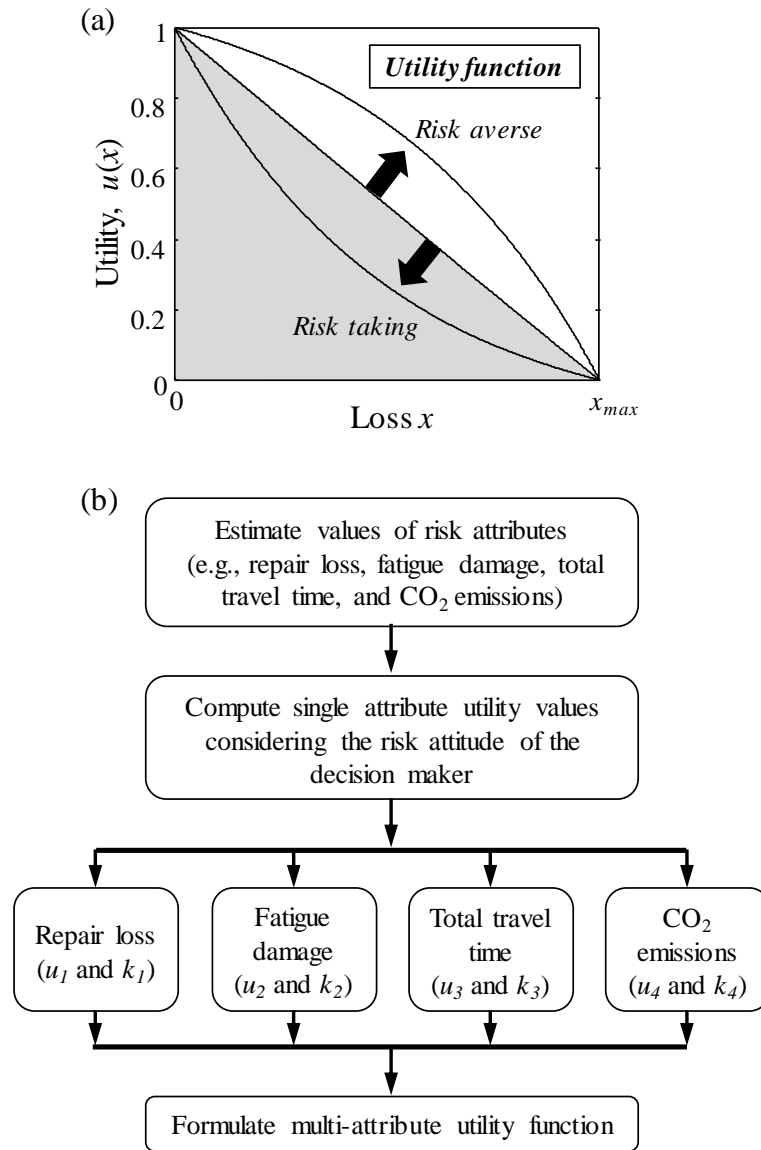 (a)
1
0.8
0.6
0.4
0.2
0
Utility, u(x)
Utility function
Risk averse
Risk taking
0
x_max
Loss x
(b)
Estimate values of risk attributes
(e.g., repair loss, fatigue damage, total
travel time, and CO₂ emissions)
Compute single attribute utility values
considering the risk attitude of the
decision maker
Repair loss
(u₁ and k₁)
Fatigue
damage
(u₂ and k₂)
Total travel
time
(u₃ and k₃)
CO₂
emissions
(u₄ and k₄)
Formulate multi-attribute utility function